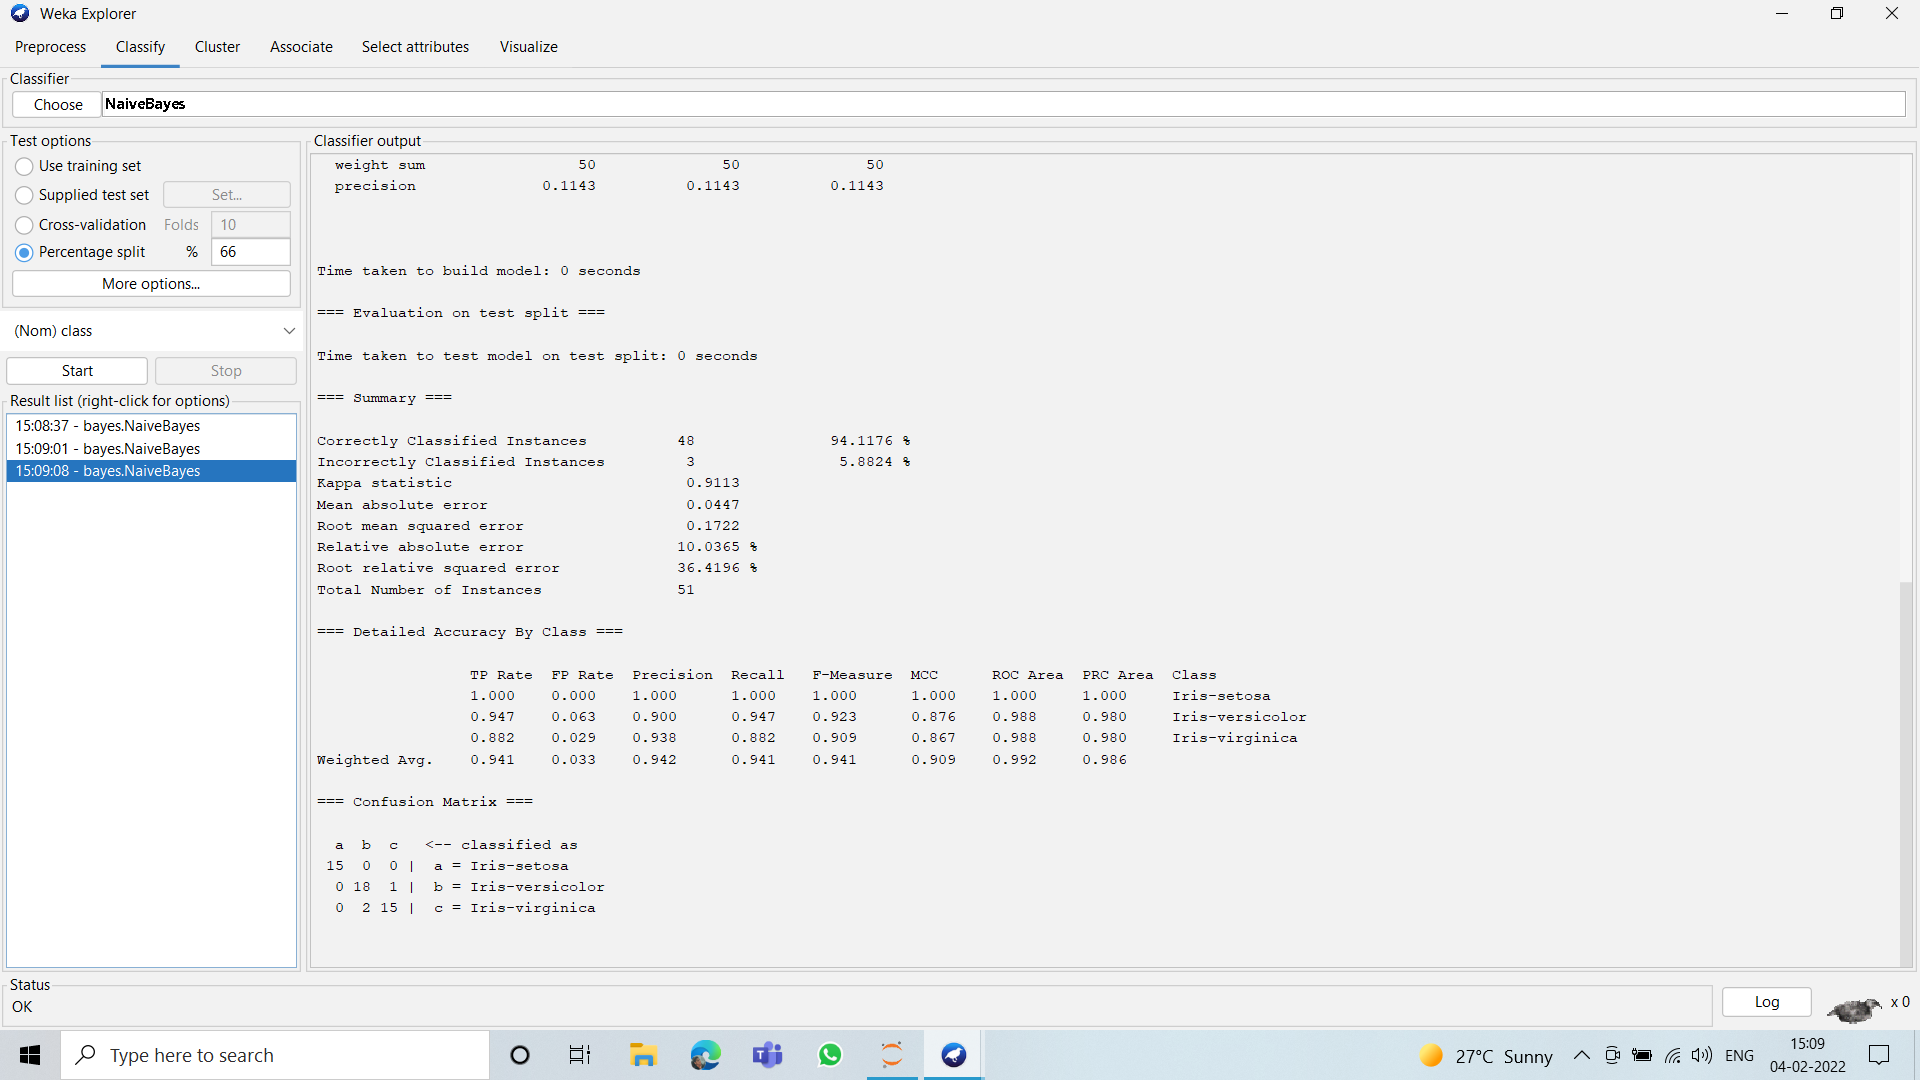 Weka Explorer
Preprocess Classify Cluster Associate Select attributes Visualize
Classifier
Choose NaiveBayes
Test options
Use training set
Supplied test set Set...
Cross-validation Folds 10
Percentage split % 66
More options...
(Nom) class
Start Stop
Result list (right-click for options)
15:08:37 - bayes.NaiveBayes
15:09:01 - bayes.NaiveBayes
15:09:08 - bayes.NaiveBayes
Classifier output
weight sum 50 50 50
precision 0.1143 0.1143 0.1143
Time taken to build model: 0 seconds
=== Evaluation on test split ===
Time taken to test model on test split: 0 seconds
=== Summary ===
Correctly Classified Instances 48 94.1176 %
Incorrectly Classified Instances 3 5.8824 %
Kappa statistic 0.9113
Mean absolute error 0.0447
Root mean squared error 0.1722
Relative absolute error 10.0365 %
Root relative squared error 36.4196 %
Total Number of Instances 51
=== Detailed Accuracy By Class ===
TP Rate FP Rate Precision Recall F-Measure MCC ROC Area PRC Area Class
1.000 0.000 1.000 1.000 1.000 1.000 1.000 1.000 Iris-setosa
0.947 0.063 0.900 0.947 0.923 0.876 0.988 0.980 Iris-versicolor
0.882 0.029 0.938 0.882 0.909 0.867 0.988 0.980 Iris-virginica
Weighted Avg. 0.941 0.033 0.942 0.941 0.941 0.909 0.992 0.986
=== Confusion Matrix ===
a b c <-- classified as
15 0 0 | a = Iris-setosa
0 18 1 | b = Iris-versicolor
0 2 15 | c = Iris-virginica
Status
OK
Log x 0
Type here to search
27°C Sunny
ENG
15:09
04-02-2022